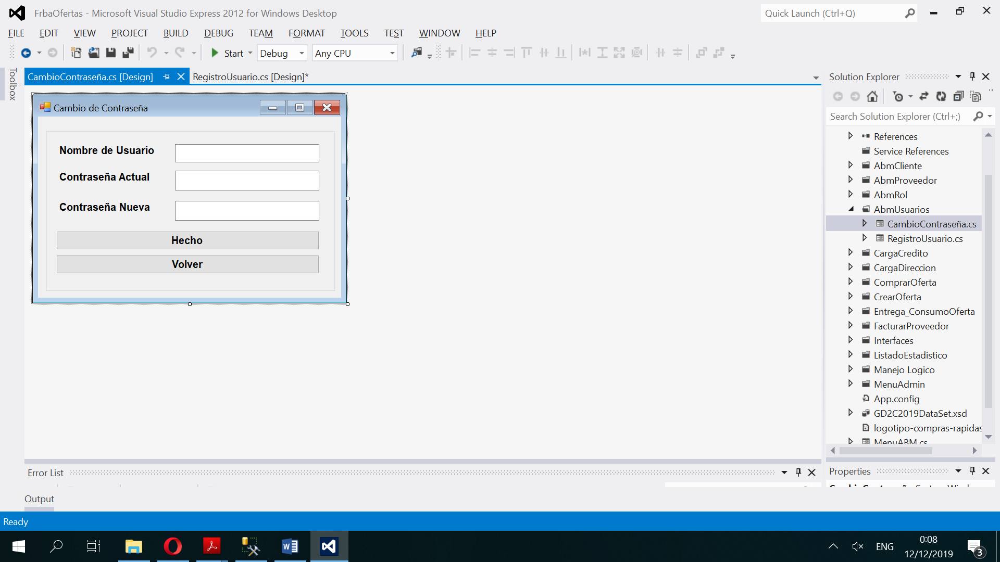 FrbaOfertas - Microsoft Visual Studio Express 2012 for Windows Desktop
Quick Launch (Ctrl+Q)
FILE EDIT VIEW PROJECT BUILD DEBUG TEAM FORMAT TOOLS TEST WINDOW HELP
Start Debug Any CPU
Toolbox
CambioContraseña.cs [Design] RegistroUsuario.cs [Design]*
Cambio de Contraseña
Nombre de Usuario
Contraseña Actual
Contraseña Nueva
Hecho
Volver
Solution Explorer
Search Solution Explorer (Ctrl+;)
References
Service References
AbmCliente
AbmProveedor
AbmRol
AbmUsuarios
CambioContraseña.cs
RegistroUsuario.cs
CargaCredito
CargaDireccion
ComprarOferta
CrearOferta
Entrega_ConsumoOferta
FacturarProveedor
Interfaces
ListadoEstadistico
Manejo Logico
MenuAdmin
App.config
GD2C2019DataSet.xsd
logotipo-compras-rapidas
MenuABM.cs
Error List
Properties
Output
Ready
ENG
0:08
12/12/2019
3